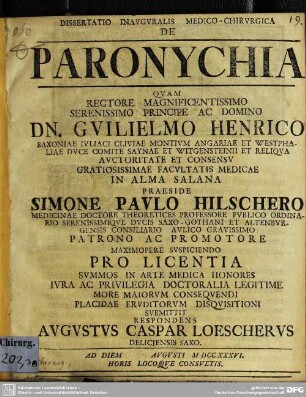 19.
DISSERTATIO INAVGVRALIS MEDICO-CHIRVRGICA
DE
PARONYCHIA
QVAM
RECTORE MAGNIFICENTISSIMO
SERENISSIMO PRINCIPE AC DOMINO
DN. GVILIELMO HENRICO
SAXONIAE IVLIACI CLIVIAE MONTIVM ANGARIAE ET WESTPHA-
LIAE DVCE COMITE SAYNAE ET WITGENSTEINII ET RELIQVA
AVCTORITATE ET CONSENSV
GRATIOSISSIMAE FACVLTATIS MEDICAE
IN ALMA SALANA
PRAESIDE
SIMONE PAVLO HILSCHERO
MEDICINAE DOCTORE THEORETICES PROFESSORE PVBLICO ORDINA-
RIO SERENISSIMIQVE DVCIS SAXO-GOTHANI ET ALTENBVR-
GENSIS CONSILIARIO AVLICO GRAVISSIMO
PATRONO AC PROMOTORE
MAXIMOPERE SVSPICIENDO
PRO LICENTIA
SVMMOS IN ARTE MEDICA HONORES
IVRA AC PRIVILEGIA DOCTORALIA LEGITIME
MORE MAIORVM CONSEQVENDI
PLACIDAE ERVDITORVM DISQVISITIONI
SVBMITTIT
RESPONDENS
AVGVSTVS CASPAR LOESCHERVS
DELICIENSIS SAXO.
AD DIEM AVGVSTI M DCC XXXVI.
HORIS LOCOQVE CONSVETIS.
Chirurg.
203